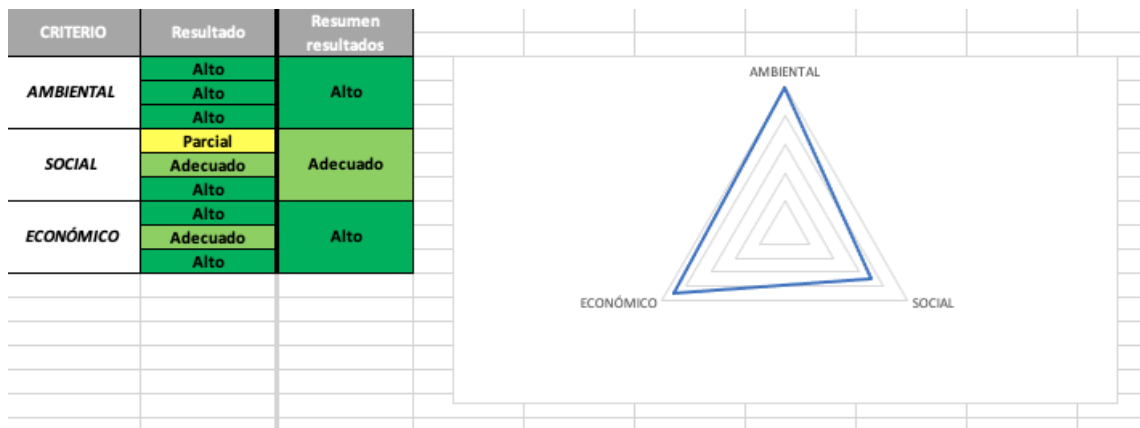 CRITERIO Resultado Resumen resultados
AMBIENTAL
Alto
Alto
Alto
Alto
SOCIAL
Parcial
Adecuado
Alto
Adecuado
ECONÓMICO
Alto
Adecuado
Alto
Alto
AMBIENTAL
ECONÓMICO
SOCIAL